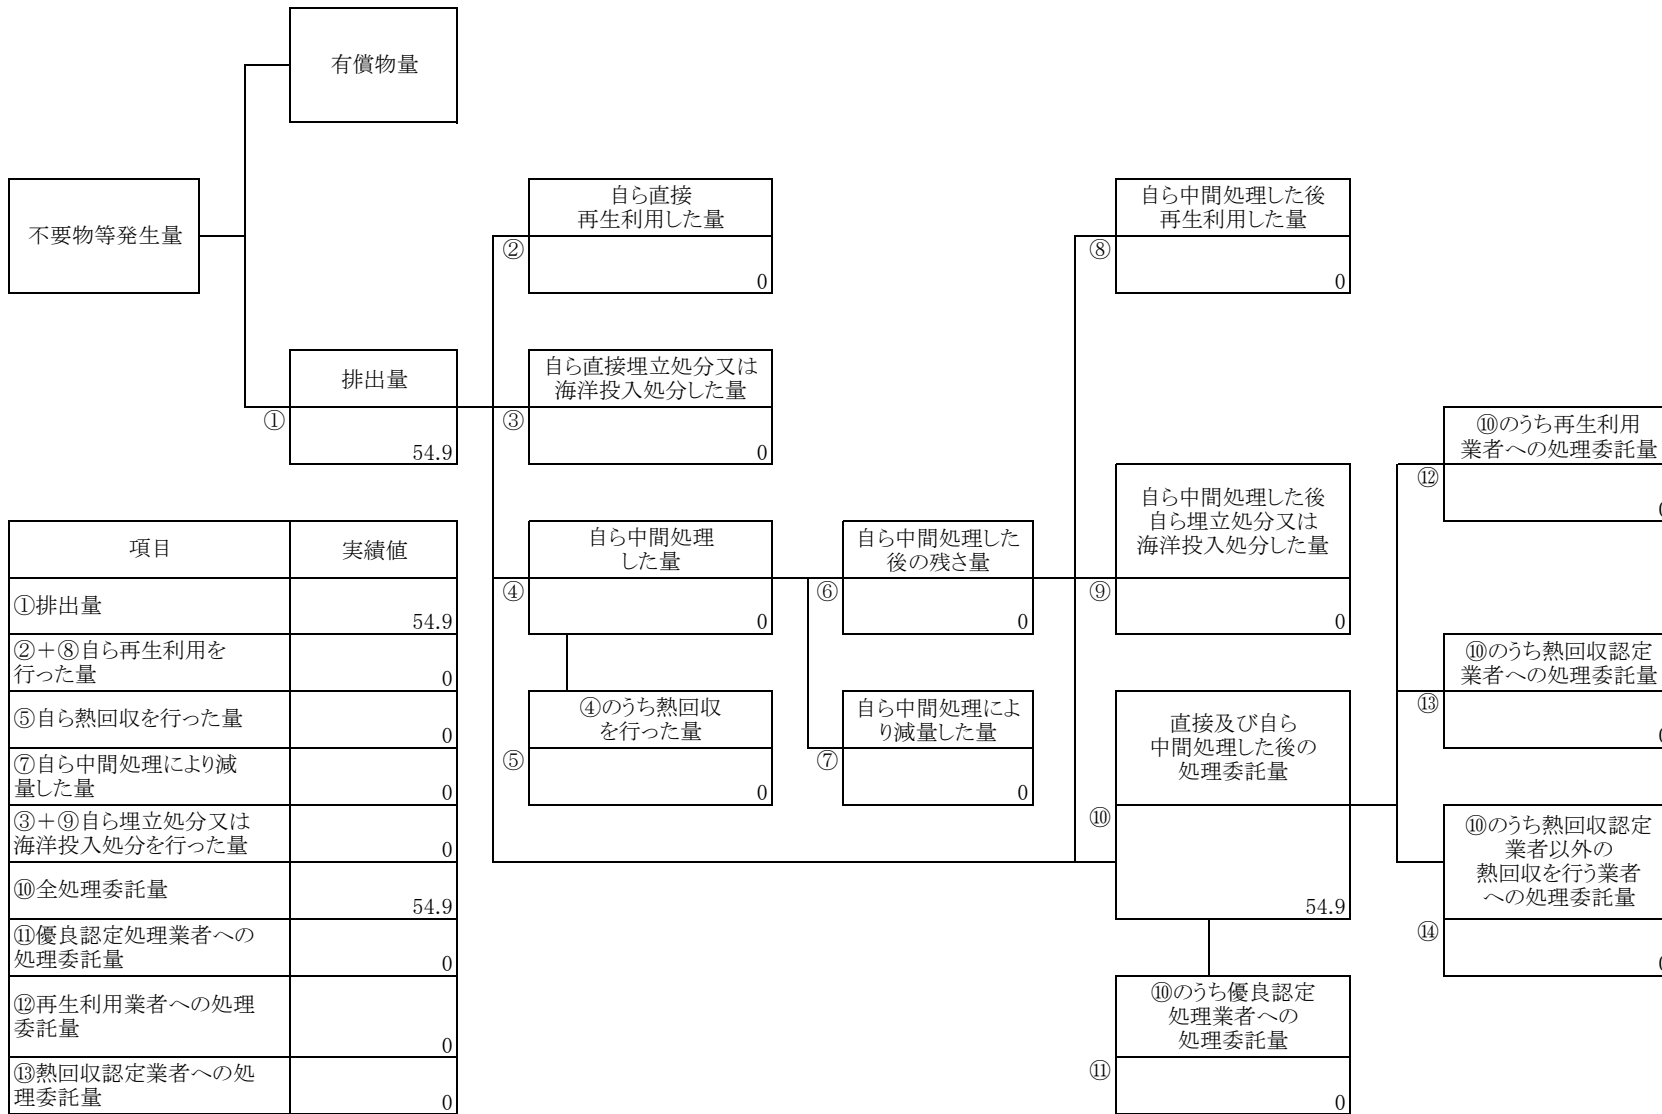 有償物量
不要物等発生量
自ら直接
再生利用した量
②
0
自ら中間処理した後
再生利用した量
⑧
0
排出量
①
54.9
自ら直接埋立処分又は
海洋投入処分した量
③
0
⑩のうち再生利用
業者への処理委託量
⑫
0
自ら中間処理した後
自ら埋立処分又は
海洋投入処分した量
⑨
0
自ら中間処理
した量
④
0
自ら中間処理した
後の残さ量
⑥
0
⑩のうち熱回収認定
業者への処理委託量
⑬
0
④のうち熱回収
を行った量
⑤
0
自ら中間処理によ
り減量した量
⑦
0
直接及び自ら
中間処理した後の
処理委託量
⑩
54.9
⑩のうち熱回収認定
業者以外の
熱回収を行う業者
への処理委託量
⑭
0
⑩のうち優良認定
処理業者への
処理委託量
⑪
0
項目 実績値
①排出量 54.9
②＋⑧自ら再生利用を
行った量 0
⑤自ら熱回収を行った量 0
⑦自ら中間処理により減
量した量 0
③＋⑨自ら埋立処分又は
海洋投入処分を行った量 0
⑩全処理委託量 54.9
⑪優良認定処理業者への
処理委託量 0
⑫再生利用業者への処理
委託量 0
⑬熱回収認定業者への処
理委託量 0